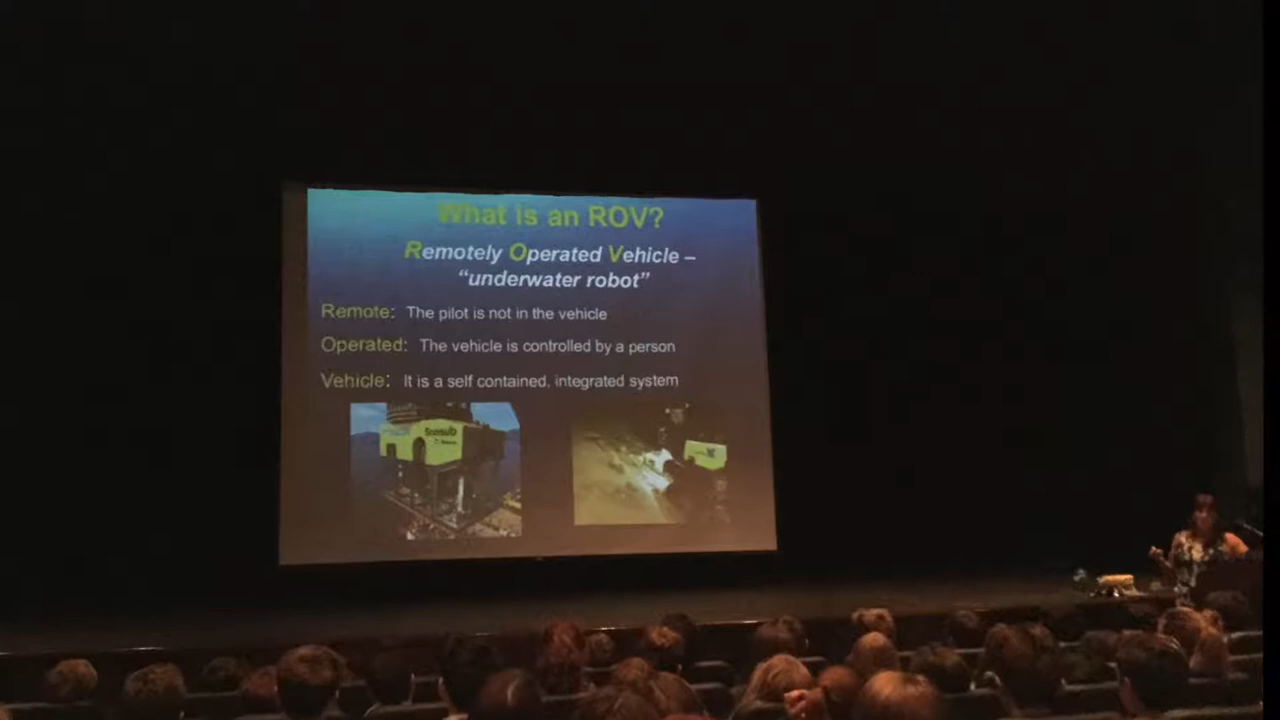 What is an ROV?
Remotely Operated Vehicle –
“underwater robot”
Remote: The pilot is not in the vehicle
Operated: The vehicle is controlled by a person
Vehicle: It is a self contained, integrated system
Sonsub